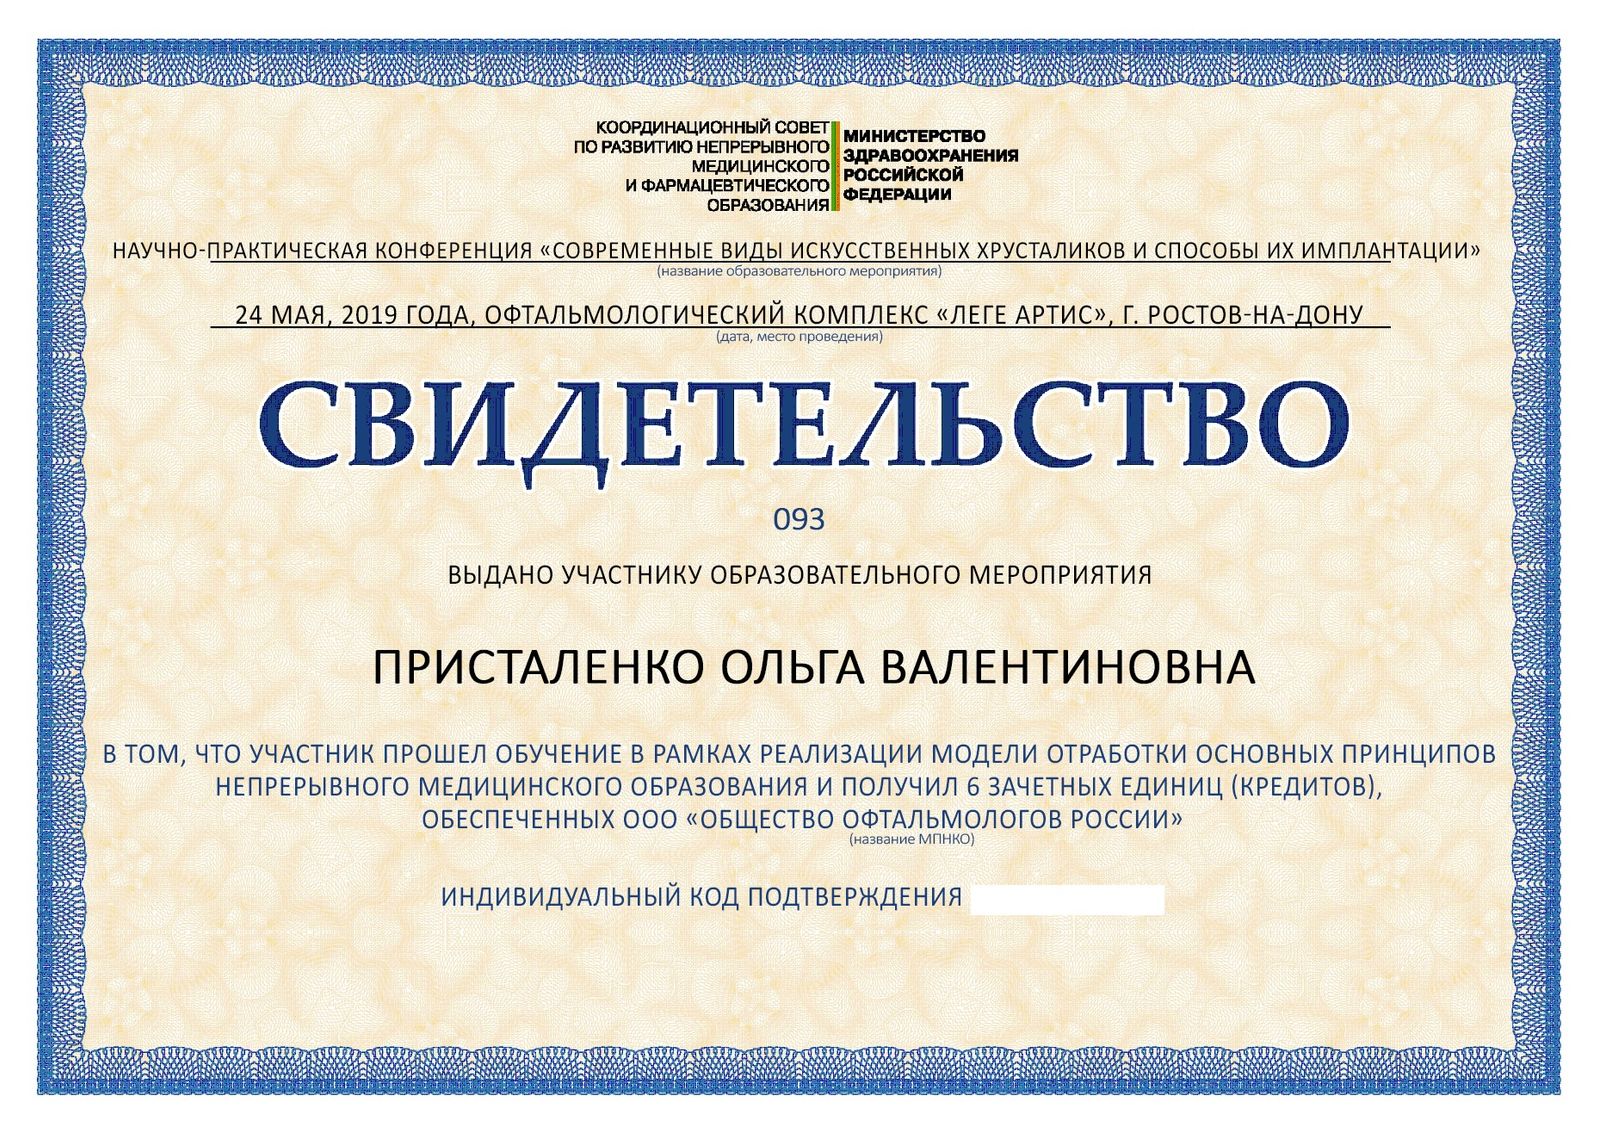 КООРДИНАЦИОННЫЙ СОВЕТ
ПО РАЗВИТИЮ НЕПРЕРЫВНОГО
МЕДИЦИНСКОГО
И ФАРМАЦЕВТИЧЕСКОГО
ОБРАЗОВАНИЯ
МИНИСТЕРСТВО
ЗДРАВООХРАНЕНИЯ
РОССИЙСКОЙ
ФЕДЕРАЦИИ
НАУЧНО-ПРАКТИЧЕСКАЯ КОНФЕРЕНЦИЯ «СОВРЕМЕННЫЕ ВИДЫ ИСКУССТВЕННЫХ ХРУСТАЛИКОВ И СПОСОБЫ ИХ ИМПЛАНТАЦИИ»
(название образовательного мероприятия)
24 МАЯ, 2019 ГОДА, ОФТАЛЬМОЛОГИЧЕСКИЙ КОМПЛЕКС «ЛЕГЕ АРТИС», Г. РОСТОВ-НА-ДОНУ
(дата, место проведения)
СВИДЕТЕЛЬСТВО
093
ВЫДАНО УЧАСТНИКУ ОБРАЗОВАТЕЛЬНОГО МЕРОПРИЯТИЯ
ПРИСТАЛЕНКО ОЛЬГА ВАЛЕНТИНОВНА
В ТОМ, ЧТО УЧАСТНИК ПРОШЕЛ ОБУЧЕНИЕ В РАМКАХ РЕАЛИЗАЦИИ МОДЕЛИ ОТРАБОТКИ ОСНОВНЫХ ПРИНЦИПОВ
НЕПРЕРЫВНОГО МЕДИЦИНСКОГО ОБРАЗОВАНИЯ И ПОЛУЧИЛ 6 ЗАЧЕТНЫХ ЕДИНИЦ (КРЕДИТОВ),
ОБЕСПЕЧЕННЫХ ООО «ОБЩЕСТВО ОФТАЛЬМОЛОГОВ РОССИИ»
(название МПНКО)
ИНДИВИДУАЛЬНЫЙ КОД ПОДТВЕРЖДЕНИЯ